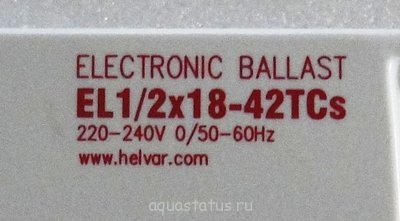 ELECTRONIC BALLAST
EL1/2x18-42TCs
220-240V 0/50-60Hz
www.helvar.com
aquastatus.ru